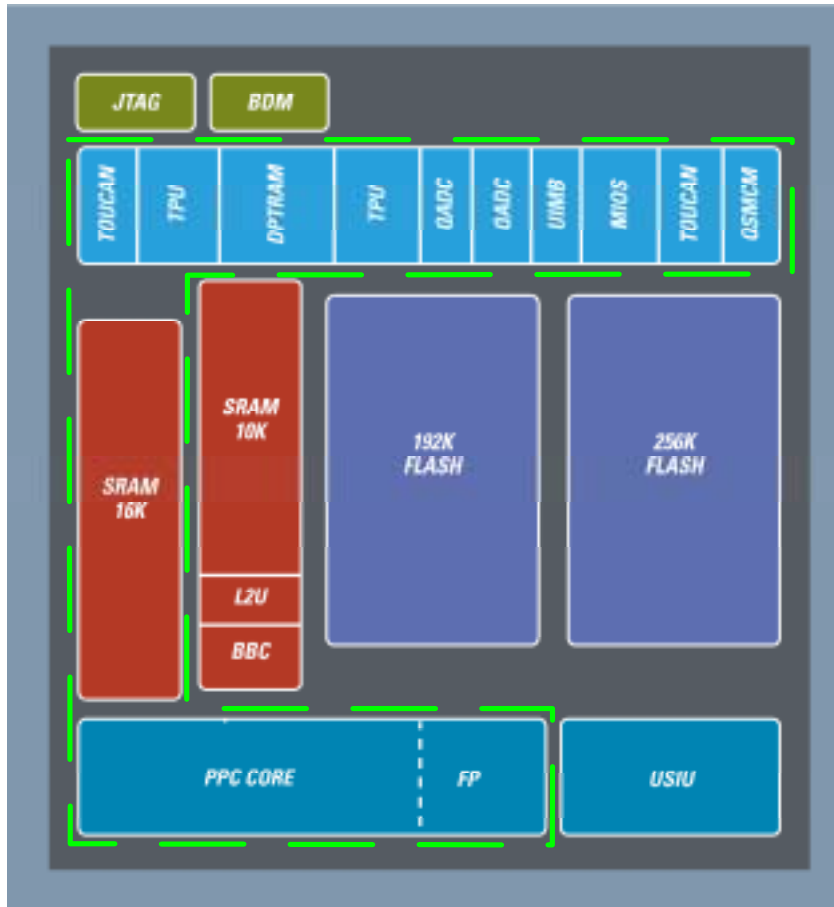 JTAG
BDM
TOUCAN
TPU
DPTRAM
TPU
QADC
QADC
UIMB
MIOS
TOUCAN
QSMCM
SRAM
16K
SRAM
10K
L2U
BBC
192K
FLASH
256K
FLASH
PPC CORE
FP
USIU